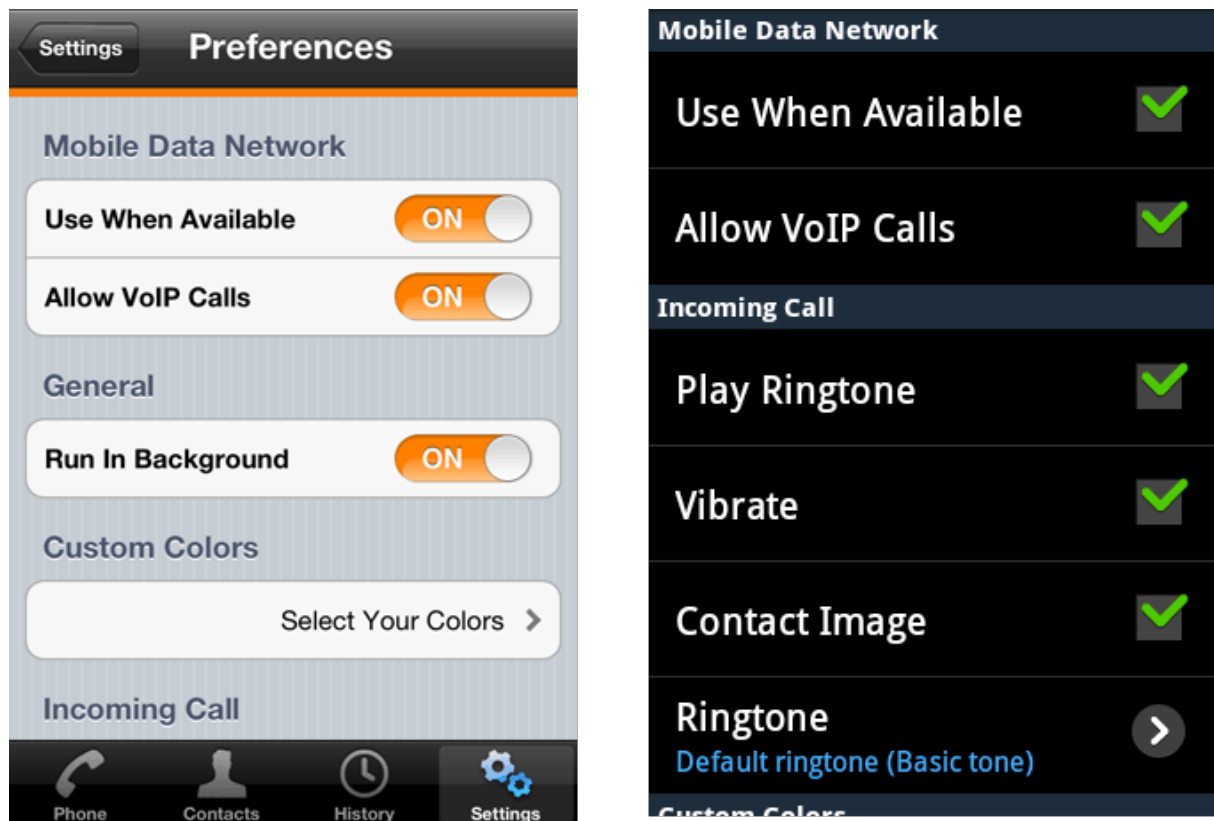 Settings
Preferences
Mobile Data Network
Use When Available
ON
Allow VoIP Calls
ON
General
Run In Background
ON
Custom Colors
Select Your Colors
Incoming Call
Phone
Contacts
History
Settings
Mobile Data Network
Use When Available
Allow VoIP Calls
Incoming Call
Play Ringtone
Vibrate
Contact Image
Ringtone
Default ringtone (Basic tone)
Custom Colors